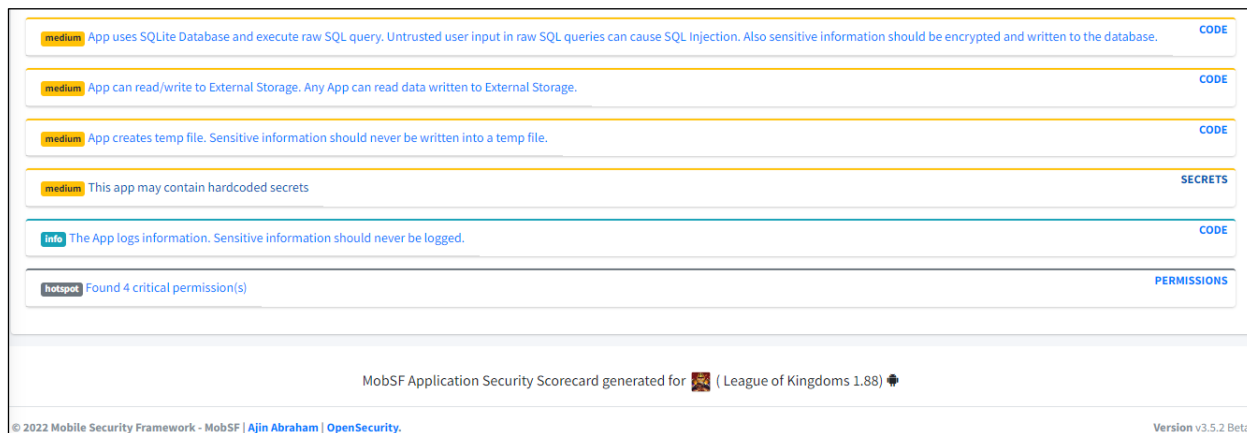 medium App uses SQLite Database and execute raw SQL query. Untrusted user input in raw SQL queries can cause SQL Injection. Also sensitive information should be encrypted and written to the database. CODE
medium App can read/write to External Storage. Any App can read data written to External Storage. CODE
medium App creates temp file. Sensitive information should never be written into a temp file. CODE
medium This app may contain hardcoded secrets SECRETS
info The App logs information. Sensitive information should never be logged. CODE
hotspot Found 4 critical permission(s) PERMISSIONS
MobSF Application Security Scorecard generated for ( League of Kingdoms 1.88)
© 2022 Mobile Security Framework - MobSF | Ajin Abraham | OpenSecurity. Version v3.5.2 Beta